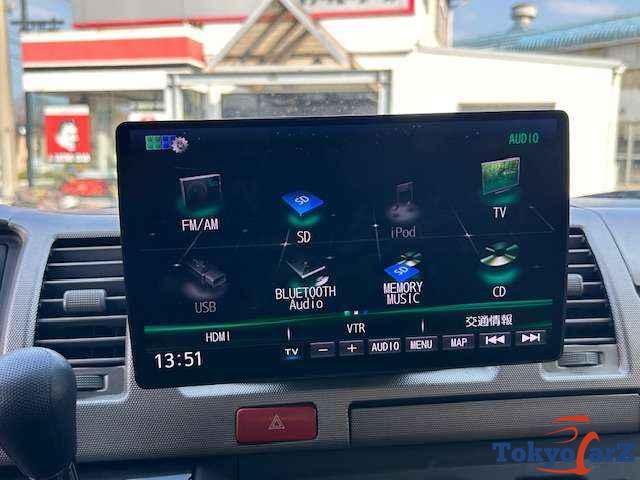 AUDIO
FM/AM
SD
SD
iPod
TV
USB
BLUETOOTH
Audio
SD
MEMORY
MUSIC
CD
HDMI
VTR
交通情報
13:51
TV
－
＋
AUDIO
MENU
MAP
TokyoCarZ